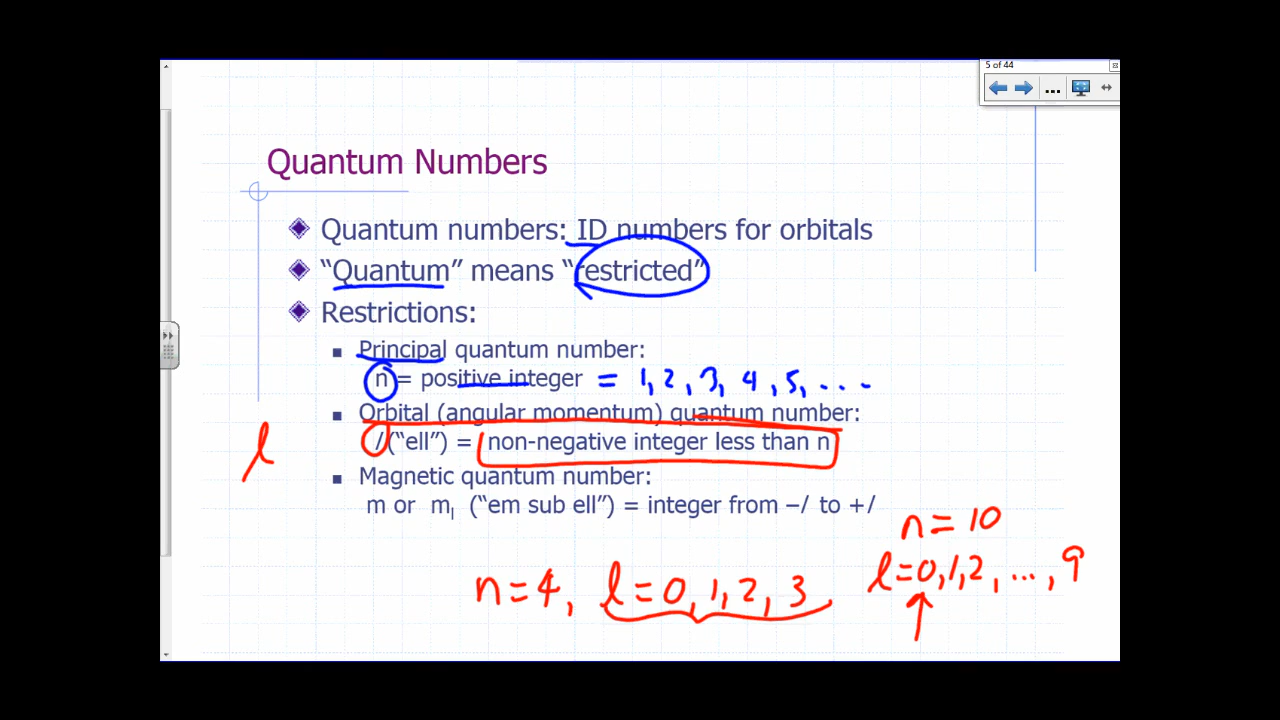 5 of 44
Quantum Numbers
Quantum numbers: ID numbers for orbitals
“Quantum” means “restricted”
Restrictions:
Principal quantum number:
n = positive integer = 1, 2, 3, 4, 5, ...
Orbital (angular momentum) quantum number:
l (“ell”) = non-negative integer less than n
l
Magnetic quantum number:
m or ml (“em sub ell”) = integer from –l to +l
n = 10
l = 0, 1, 2, ..., 9
n = 4, l = 0, 1, 2, 3